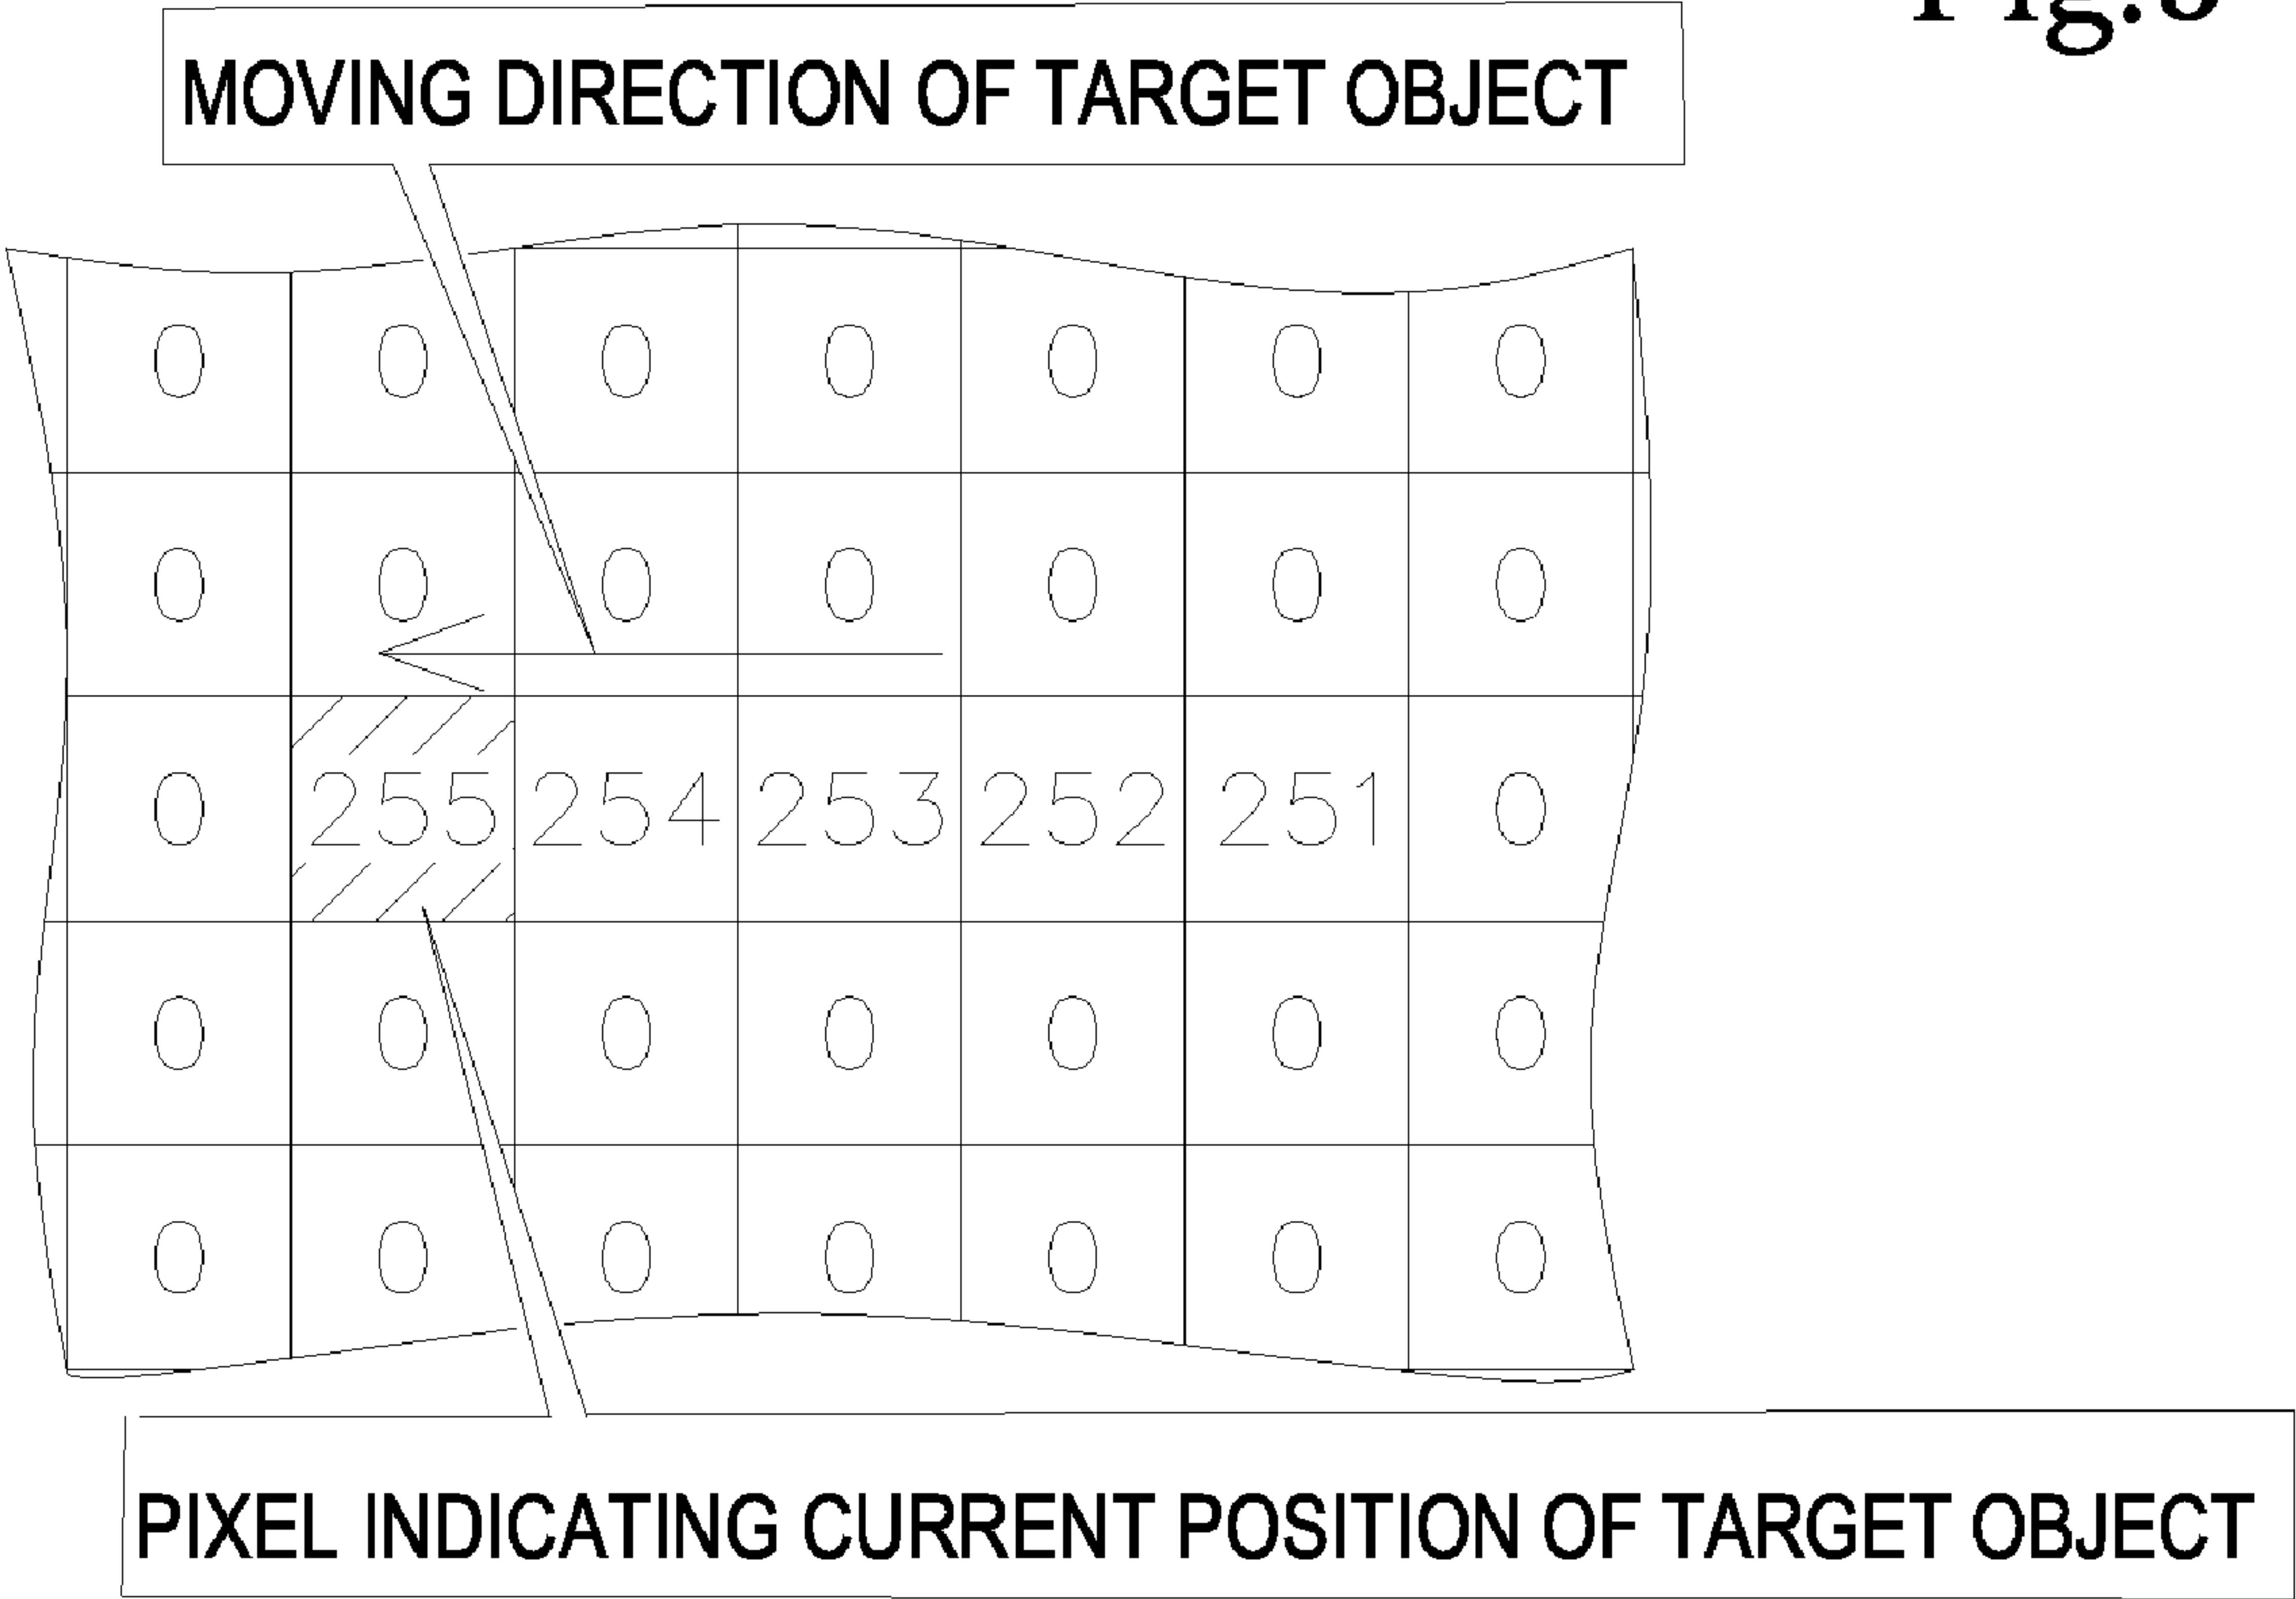 Fig.
MOVING DIRECTION OF TARGET OBJECT
0 0 0 0 0 0 0
0 0 0 0 0 0 0
0 255 254 253 252 251 0
0 0 0 0 0 0 0
0 0 0 0 0 0 0
PIXEL INDICATING CURRENT POSITION OF TARGET OBJECT